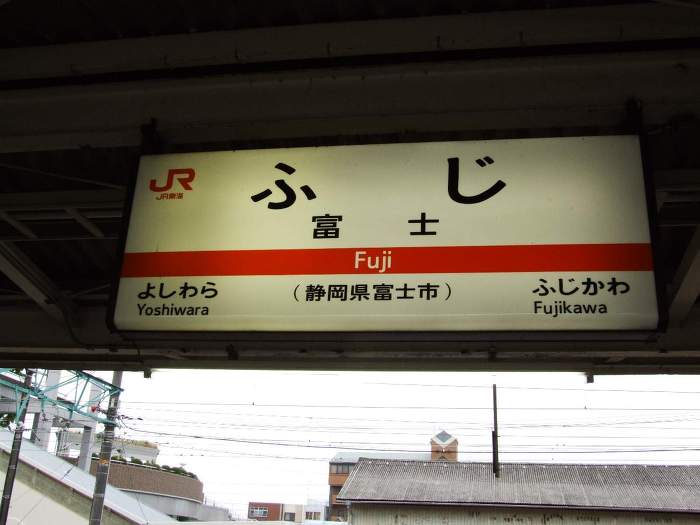 JR
JR東海
ふじ
富士
Fuji
よしわら
Yoshiwara
(静岡県富士市)
ふじかわ
Fujikawa